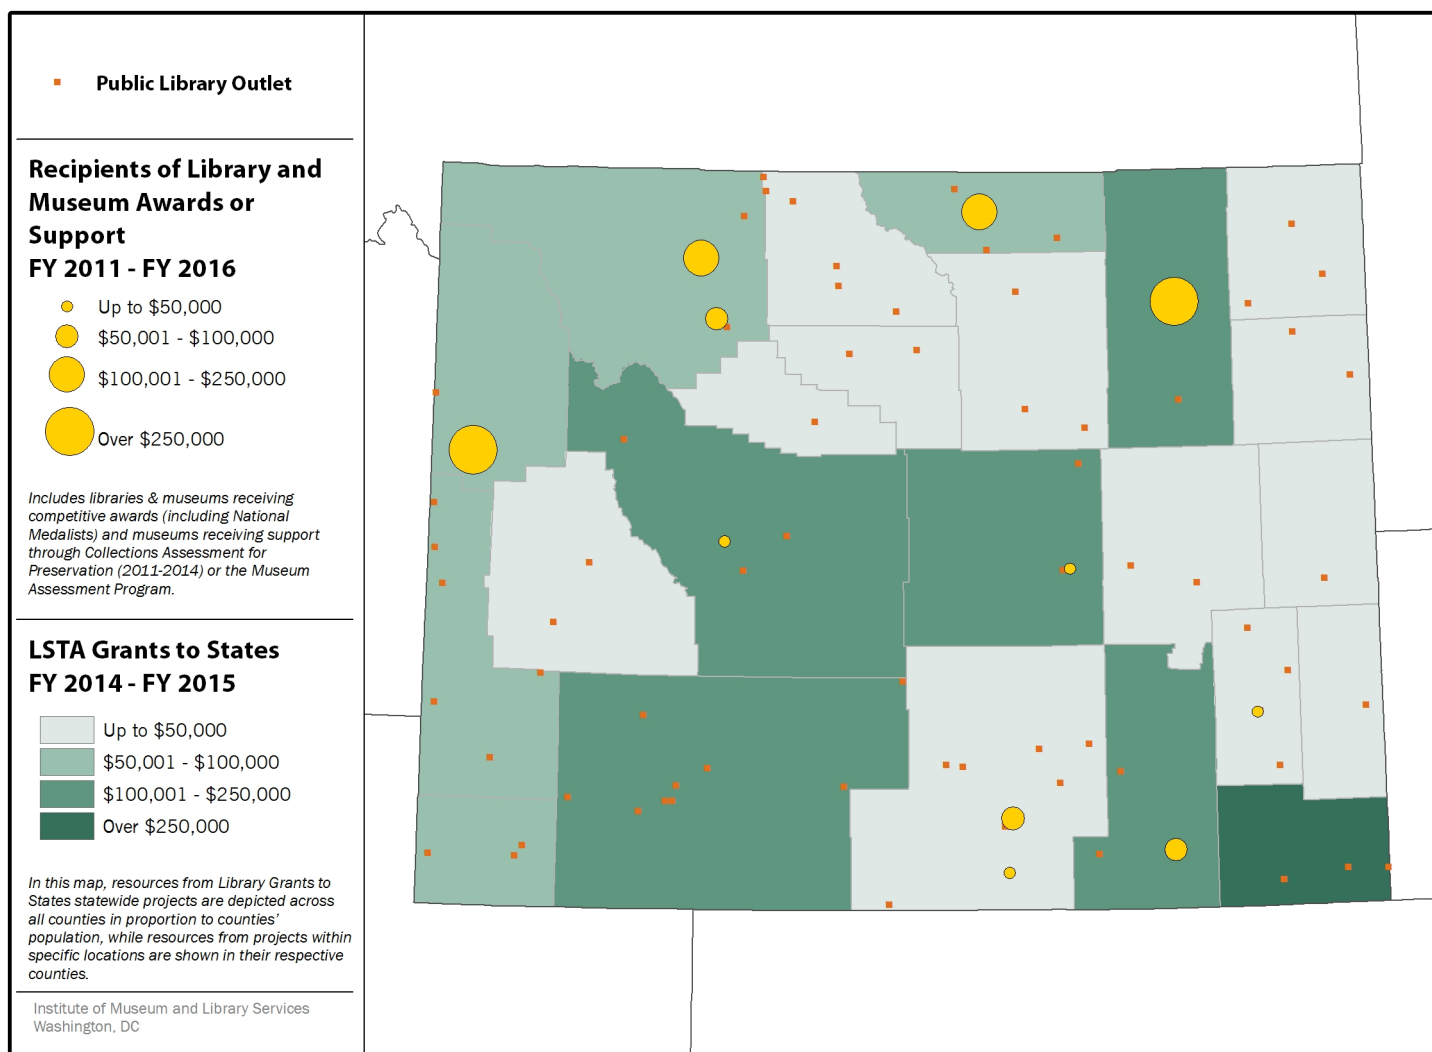 Public Library Outlet
Recipients of Library and
Museum Awards or
Support
FY 2011 - FY 2016
Up to $50,000
$50,001 - $100,000
$100,001 - $250,000
Over $250,000
Includes libraries & museums receiving
competitive awards (including National
Medalists) and museums receiving support
through Collections Assessment for
Preservation (2011-2014) or the Museum
Assessment Program.
LSTA Grants to States
FY 2014 - FY 2015
Up to $50,000
$50,001 - $100,000
$100,001 - $250,000
Over $250,000
In this map, resources from Library Grants to
States statewide projects are depicted across
all counties in proportion to counties’
population, while resources from projects within
specific locations are shown in their respective
counties.
Institute of Museum and Library Services
Washington, DC